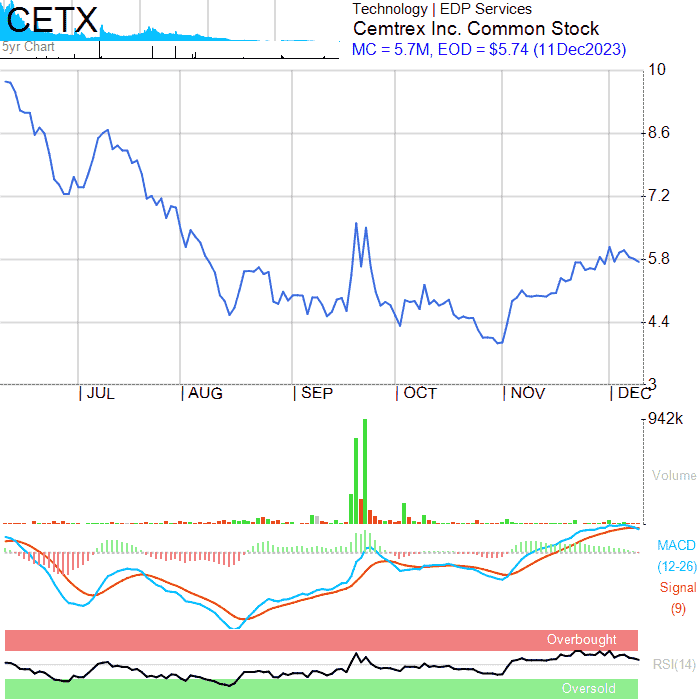 CETX
5yr Chart
Technology | EDP Services
Cemtrex Inc. Common Stock
MC = 5.7M, EOD = $5.74 (11Dec2023)
10
8.6
7.2
5.8
4.4
3
| JUL | AUG | SEP | OCT | NOV | DEC
942k
Volume
MACD
(12-26)
Signal
(9)
Overbought
RSI(14)
Oversold